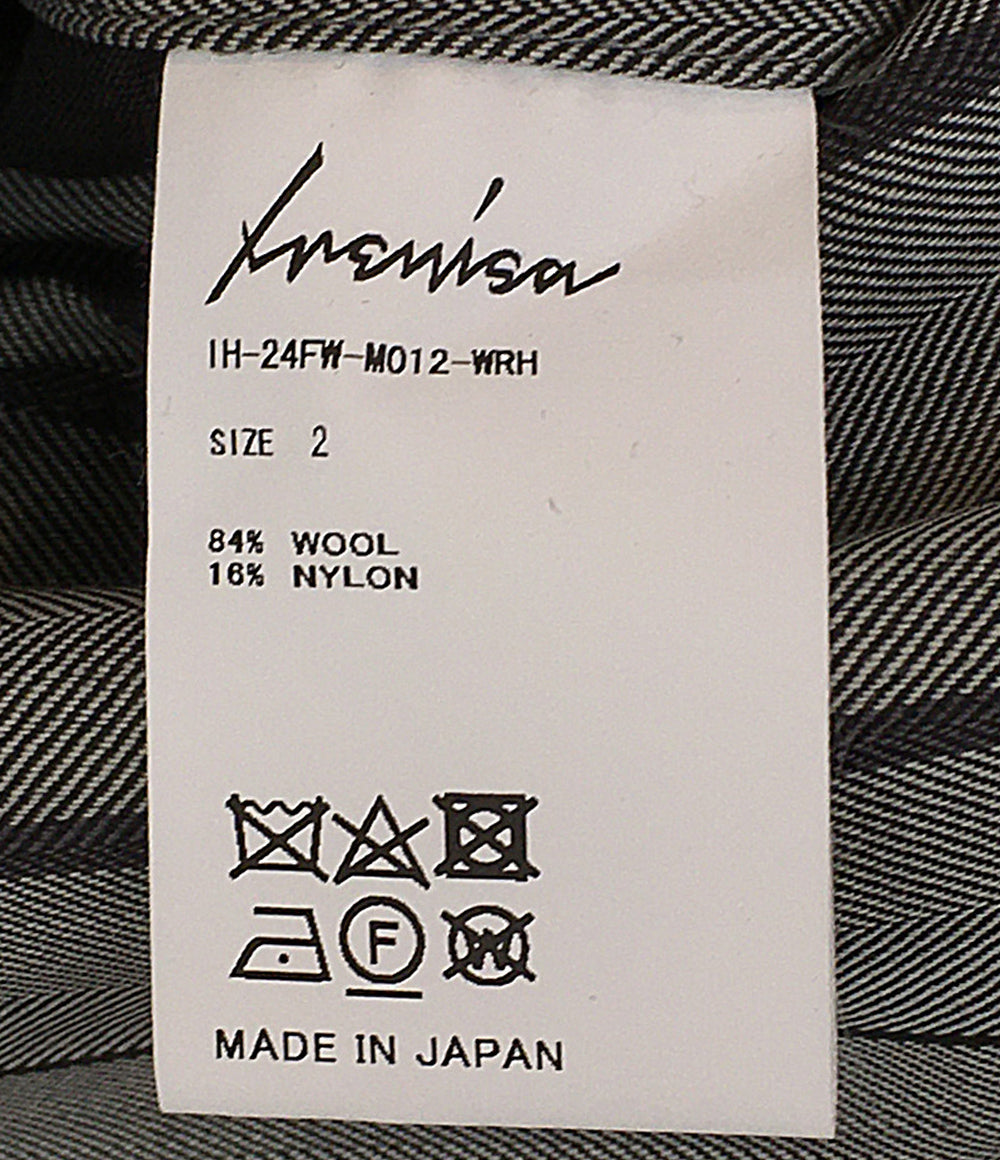 irenisa
IH-24FW-M012-WRH
SIZE 2
84% WOOL
16% NYLON
F
W
MADE IN JAPAN